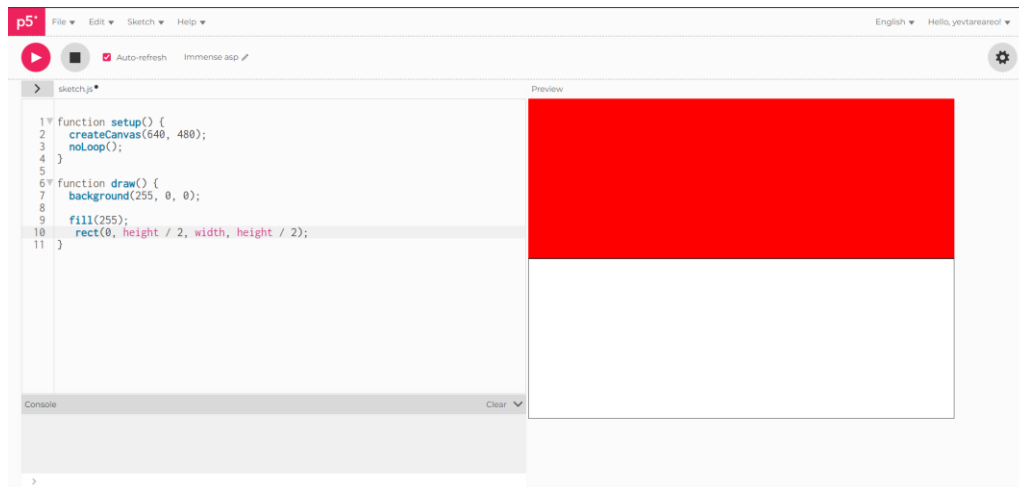 p5* File Edit Sketch Help English Hello, yevtareareo!
Auto-refresh Immense asp
> sketch.js•
Preview
1 function setup() {
2 createCanvas(640, 480);
3 noLoop();
4 }
5
6 function draw() {
7 background(255, 0, 0);
8
9 fill(255);
10 rect(0, height / 2, width, height / 2);
11 }
Console Clear
>